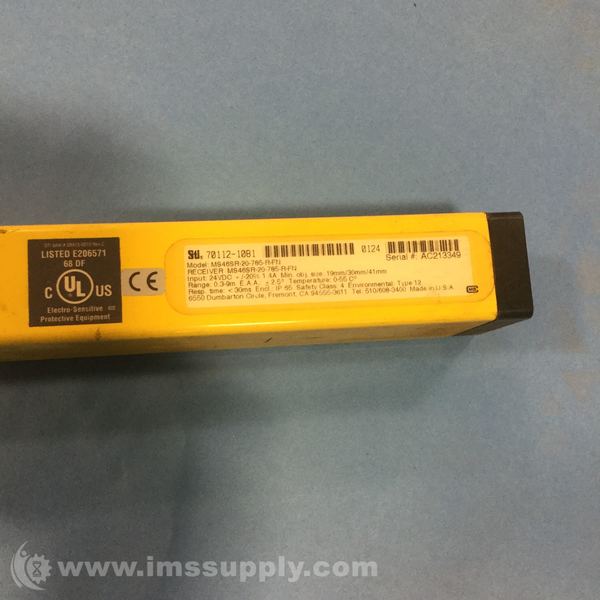 LISTED E206571
68 DF
C UL US
Electro-Sensitive
Protective Equipment
CE
STI 70112-1081 0124
Model: MS46SR-20-765-R-FN Serial #: AC213349
RECEIVER MS46SR-20-765-R-FN
Input: 24VDC +/-20% 1.4A Min. obj. size 19mm/30mm/41mm
Range: 0.3-9m E.A.A. ± 2.5° Temperature: 0-55 C°
Resp. time: <30ms Encl. IP 65 Safety Class: 4 Environmental: Type 12
6550 Dumbarton Circle, Fremont, CA 94555-3611 Tel: 510/608-3400 Made in U.S.A
© www.imssupply.com